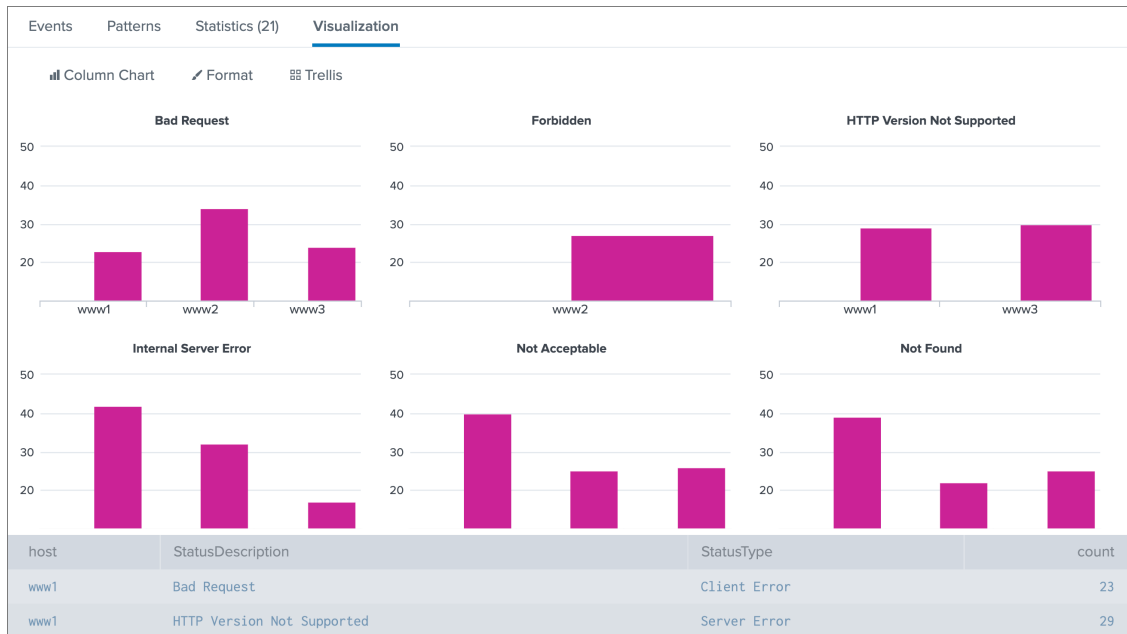 Events Patterns Statistics (21) Visualization
Column Chart Format Trellis
Bad Request Forbidden HTTP Version Not Supported
50 50 50
40 40 40
30 30 30
20 20 20
www1 www2 www3 www2 www1 www3
Internal Server Error Not Acceptable Not Found
50 50 50
40 40 40
30 30 30
20 20 20
host StatusDescription StatusType count
www1 Bad Request Client Error 23
www1 HTTP Version Not Supported Server Error 29